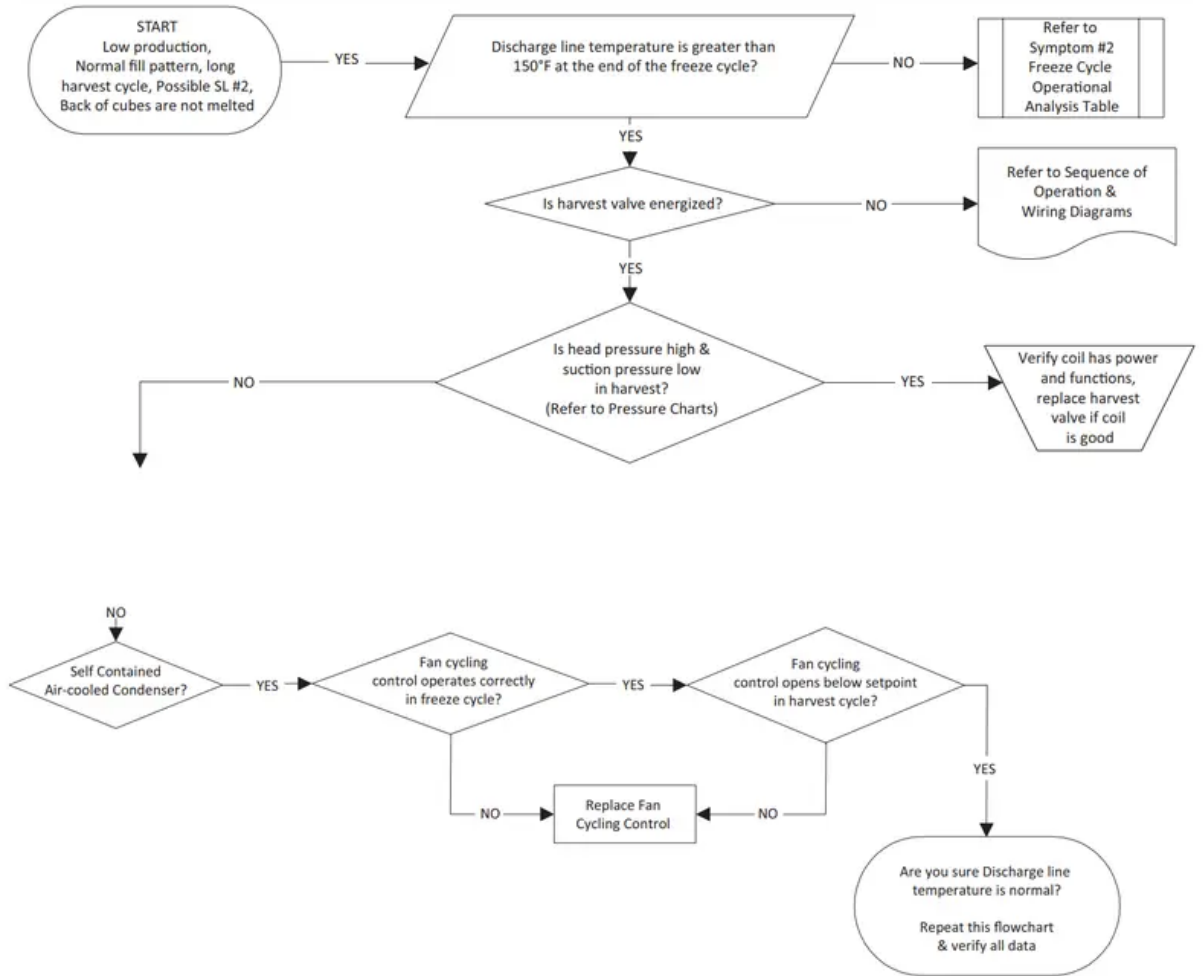 START
Low production,
Normal fill pattern, long
harvest cycle, Possible SL #2,
Back of cubes are not melted
YES
Discharge line temperature is greater than
150°F at the end of the freeze cycle?
NO
Refer to
Symptom #2
Freeze Cycle
Operational
Analysis Table
YES
Is harvest valve energized?
NO
Refer to Sequence of
Operation &
Wiring Diagrams
YES
Is head pressure high &
suction pressure low
in harvest?
(Refer to Pressure Charts)
NO
YES
Verify coil has power
and functions,
replace harvest
valve if coil
is good
NO
Self Contained
Air-cooled Condenser?
YES
Fan cycling
control operates correctly
in freeze cycle?
YES
Fan cycling
control opens below setpoint
in harvest cycle?
YES
NO
Replace Fan
Cycling Control
NO
Are you sure Discharge line
temperature is normal?
Repeat this flowchart
& verify all data